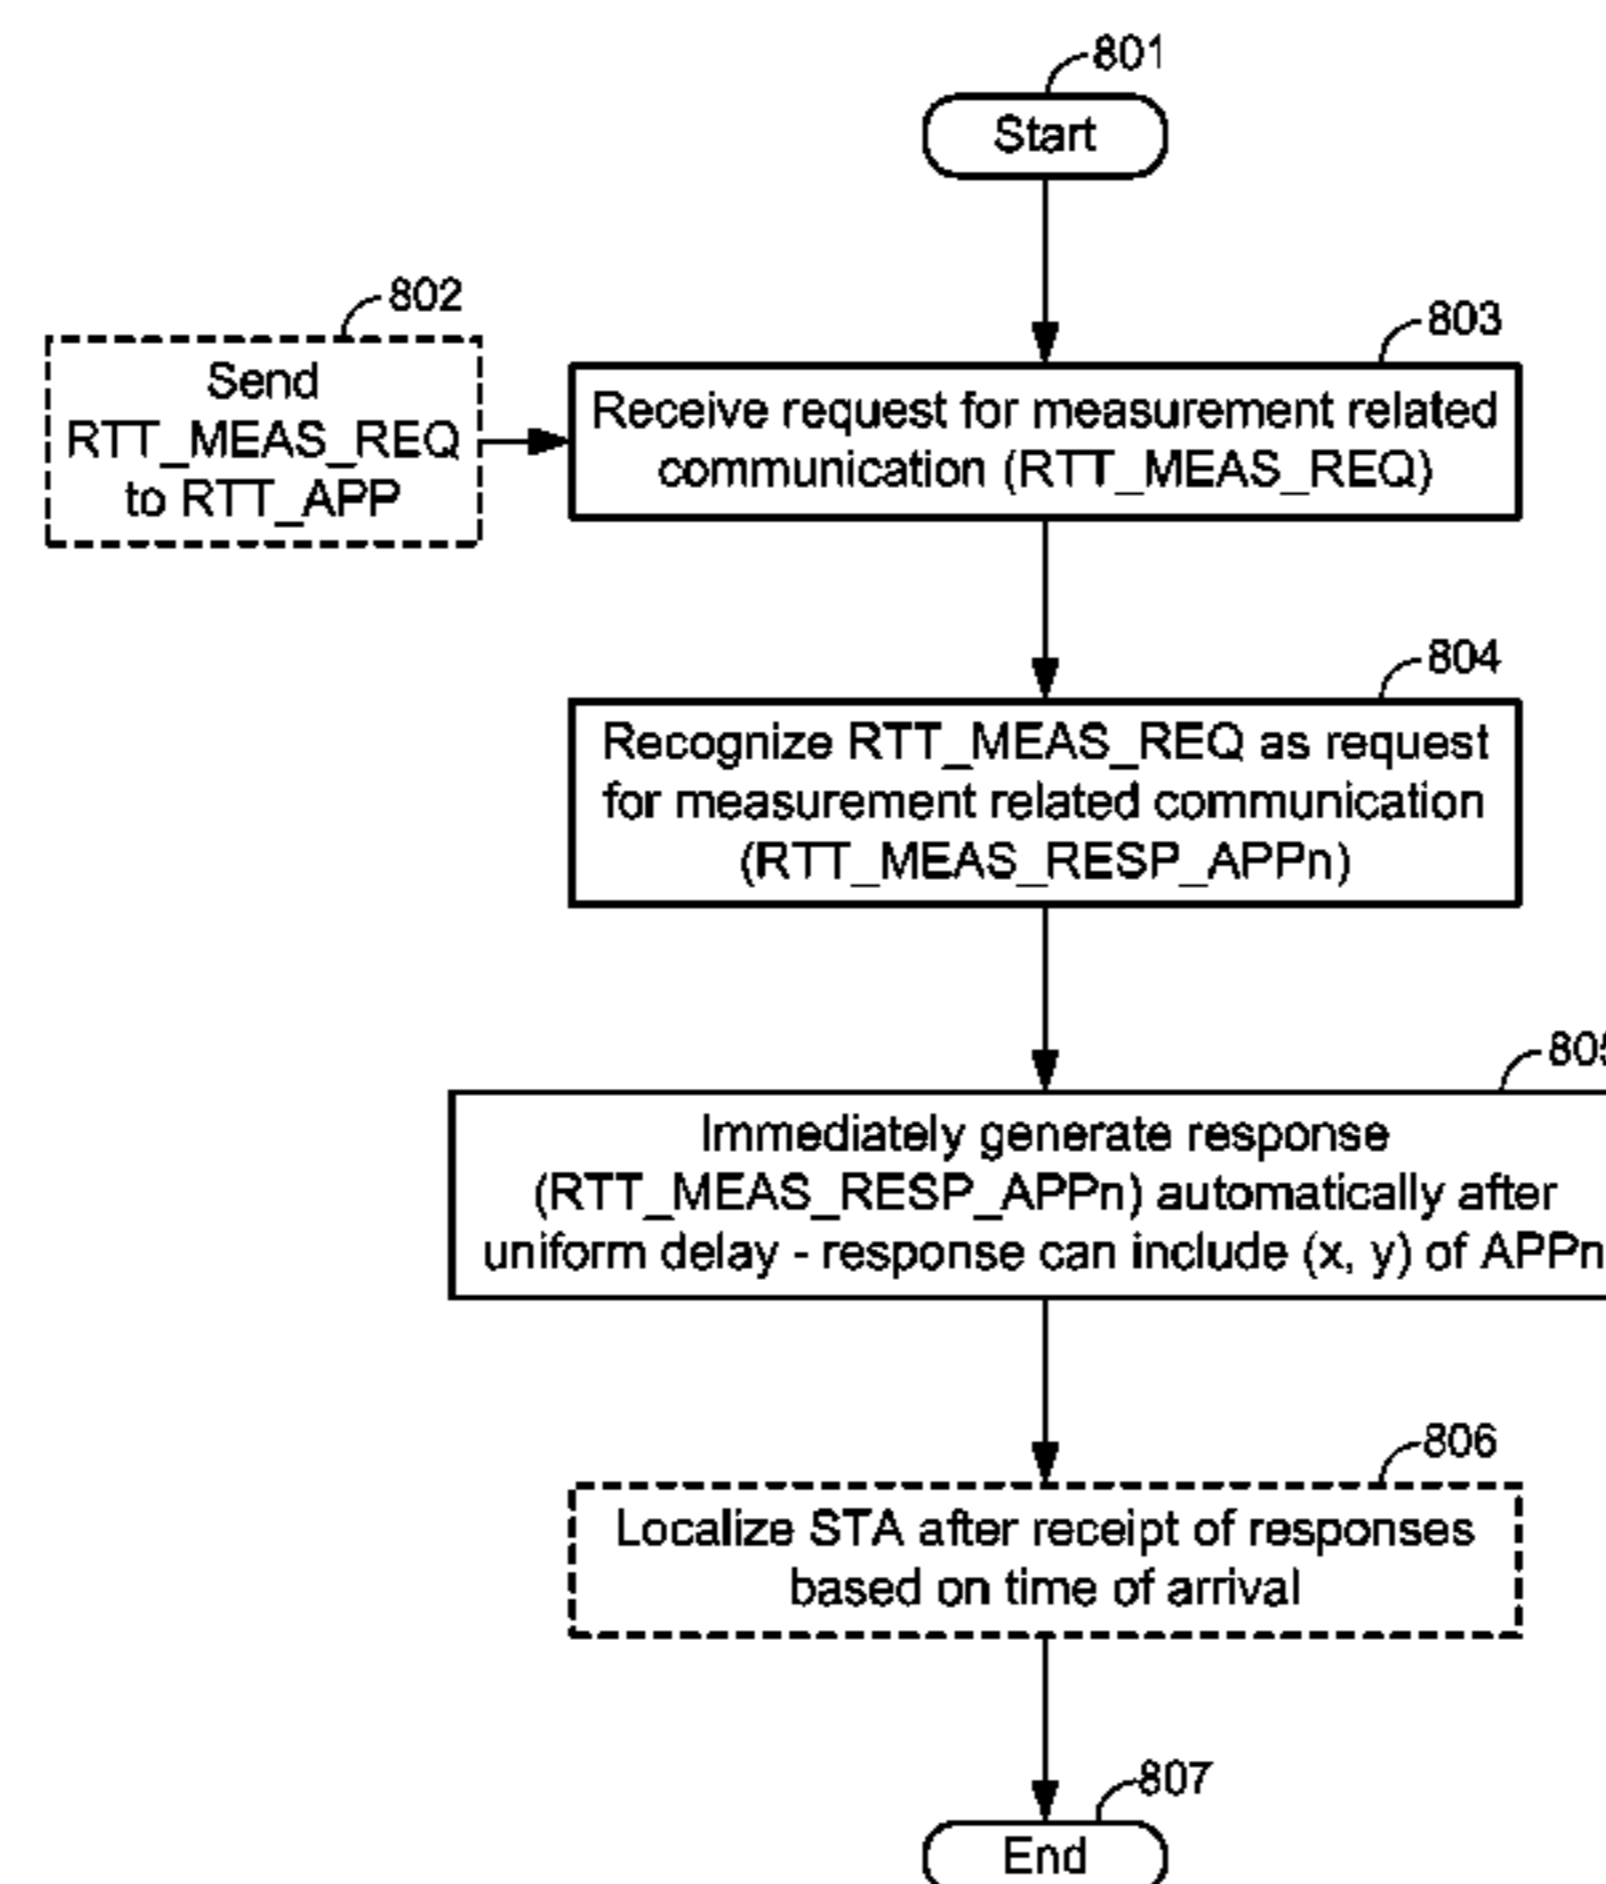 801
Start
802
Send
RTT_MEAS_REQ
to RTT_APP
803
Receive request for measurement related
communication (RTT_MEAS_REQ)
804
Recognize RTT_MEAS_REQ as request
for measurement related communication
(RTT_MEAS_RESP_APPn)
805
Immediately generate response
(RTT_MEAS_RESP_APPn) automatically after
uniform delay - response can include (x, y) of APPn
806
Localize STA after receipt of responses
based on time of arrival
807
End